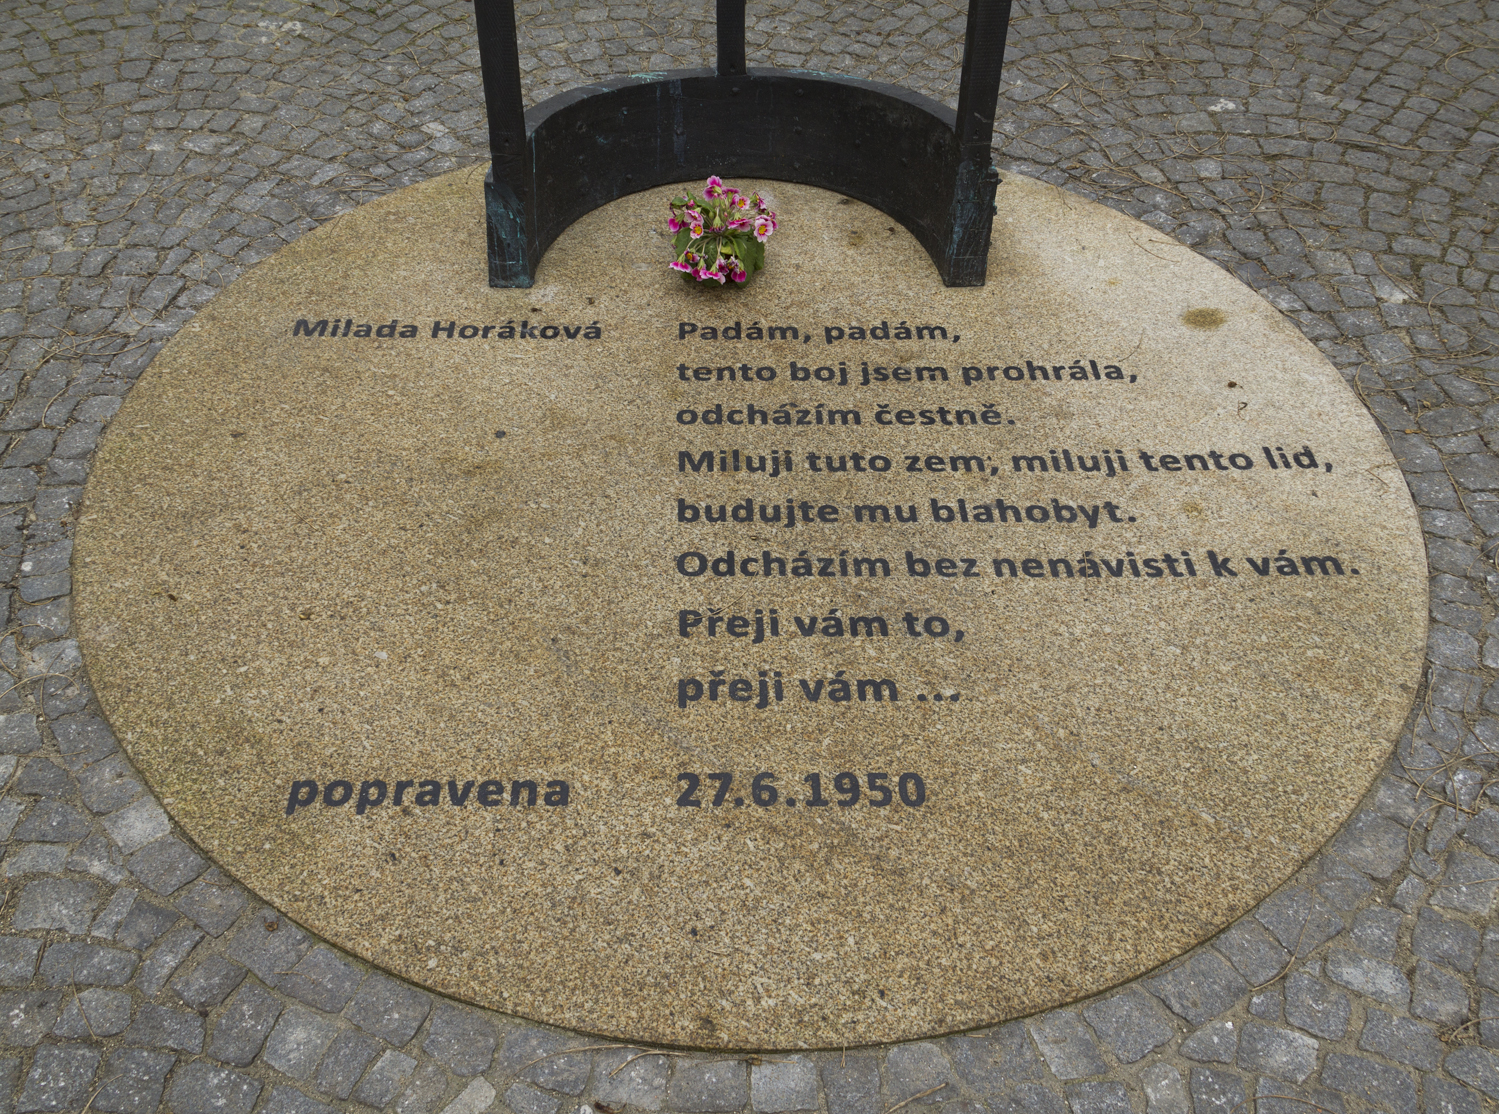 Milada Horáková
Padám, padám,
tento boj jsem prohrála,
odcházím čestně.
Miluji tuto zem, miluji tento lid,
budujte mu blahobyt.
Odcházím bez nenávisti k vám.
Přeji vám to,
přeji vám ...
popravena 27.6.1950